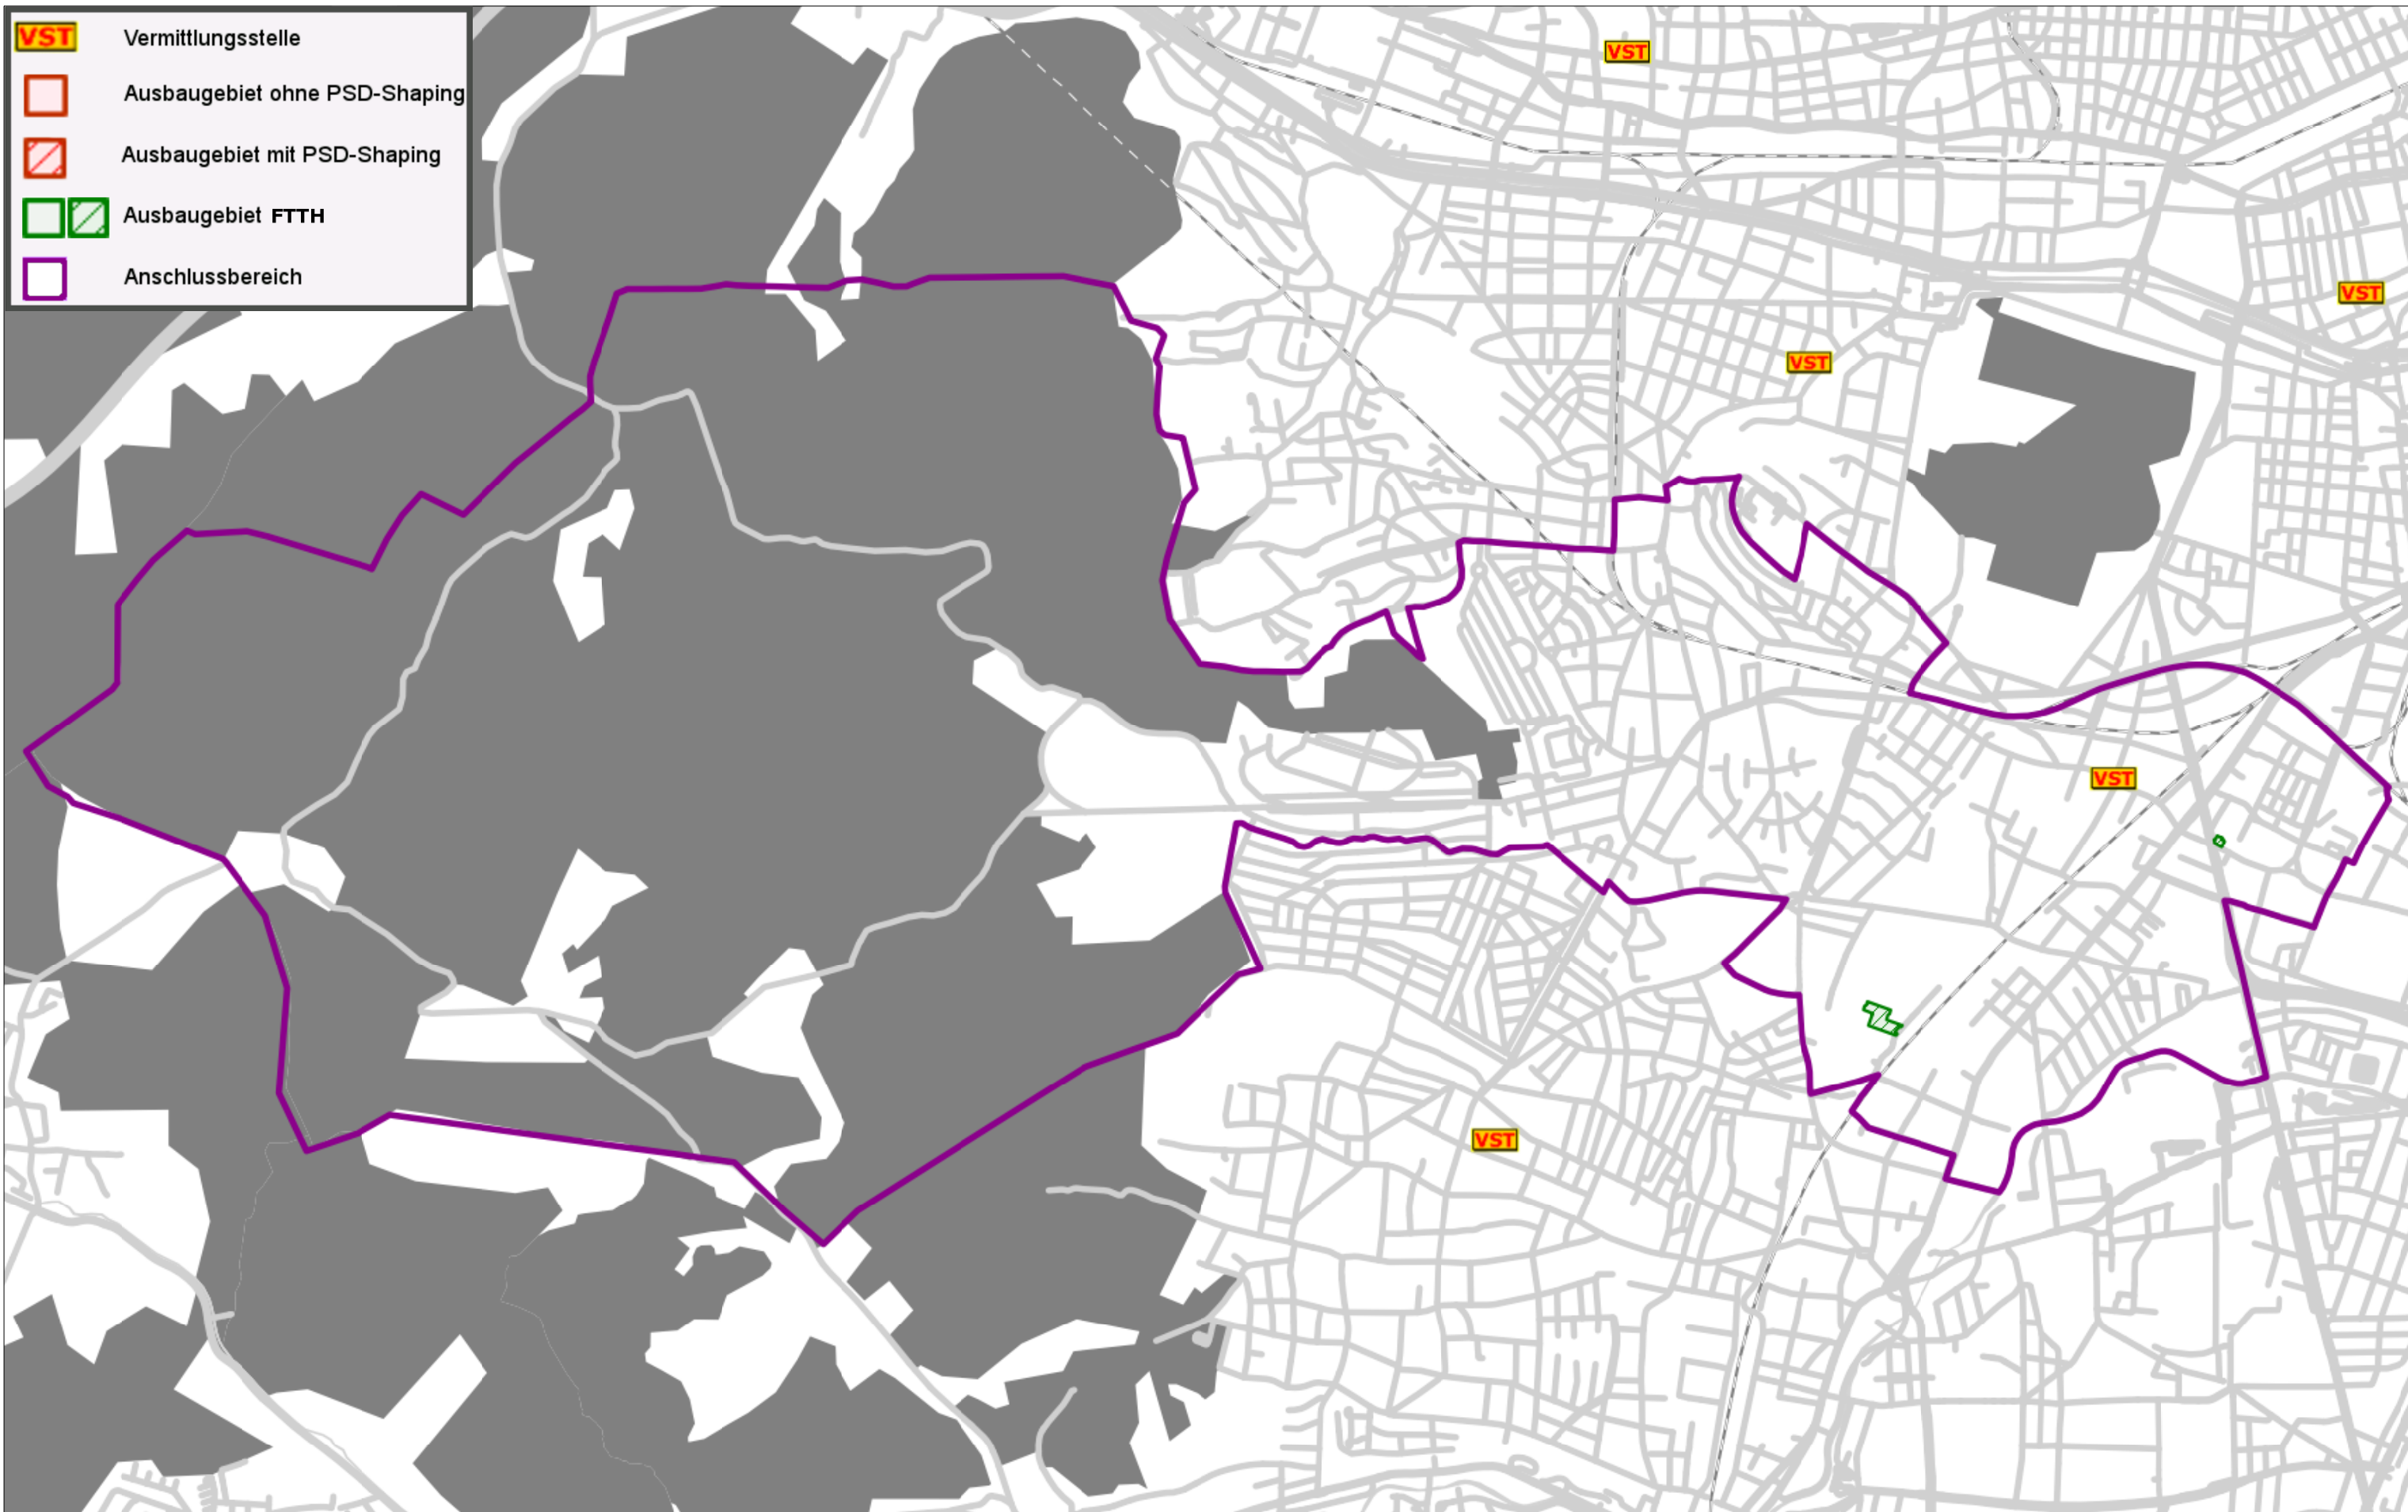 VST Vermittlungsstelle
Ausbaugebiet ohne PSD-Shaping
Ausbaugebiet mit PSD-Shaping
Ausbaugebiet FTTH
Anschlussbereich
VST
VST
VST
VST
VST